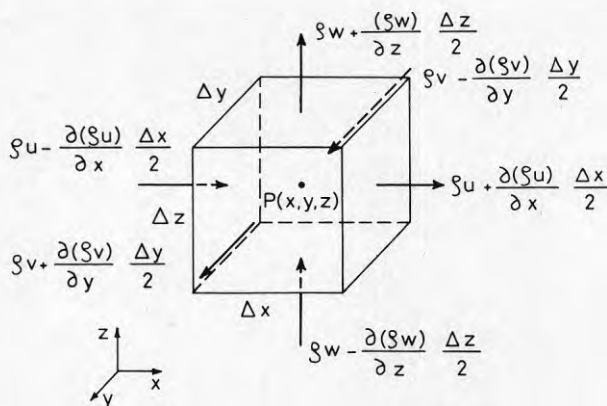 ρw + (ρw)/∂z Δz/2
Δy
ρv − ∂(ρv)/∂y Δy/2
ρu − ∂(ρu)/∂x Δx/2
P(x,y,z)
ρu + ∂(ρu)/∂x Δx/2
Δz
ρv + ∂(ρv)/∂y Δy/2
Δx
ρw − ∂(ρw)/∂z Δz/2
z
x
y